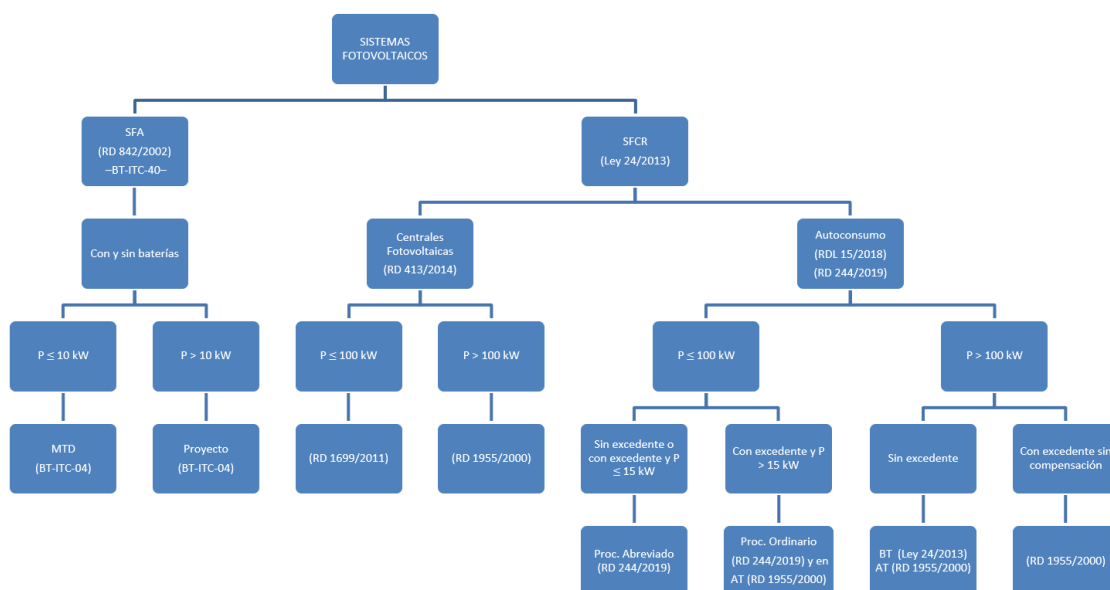 SISTEMAS
FOTOVOLTAICOS
SFA
(RD 842/2002)
–BT-ITC-40–
SFCR
(Ley 24/2013)
Con y sin baterías
Centrales
Fotovoltaicas
(RD 413/2014)
Autoconsumo
(RDL 15/2018)
(RD 244/2019)
P ≤ 10 kW
P > 10 kW
P ≤ 100 kW
P > 100 kW
P ≤ 100 kW
P > 100 kW
MTD
(BT-ITC-04)
Proyecto
(BT-ITC-04)
(RD 1699/2011)
(RD 1955/2000)
Sin excedente o
con excedente y P
≤ 15 kW
Con excedente y P
> 15 kW
Sin excedente
Con excedente sin
compensación
Proc. Abreviado
(RD 244/2019)
Proc. Ordinario
(RD 244/2019) y en
AT (RD 1955/2000)
BT (Ley 24/2013)
AT (RD 1955/2000)
(RD 1955/2000)